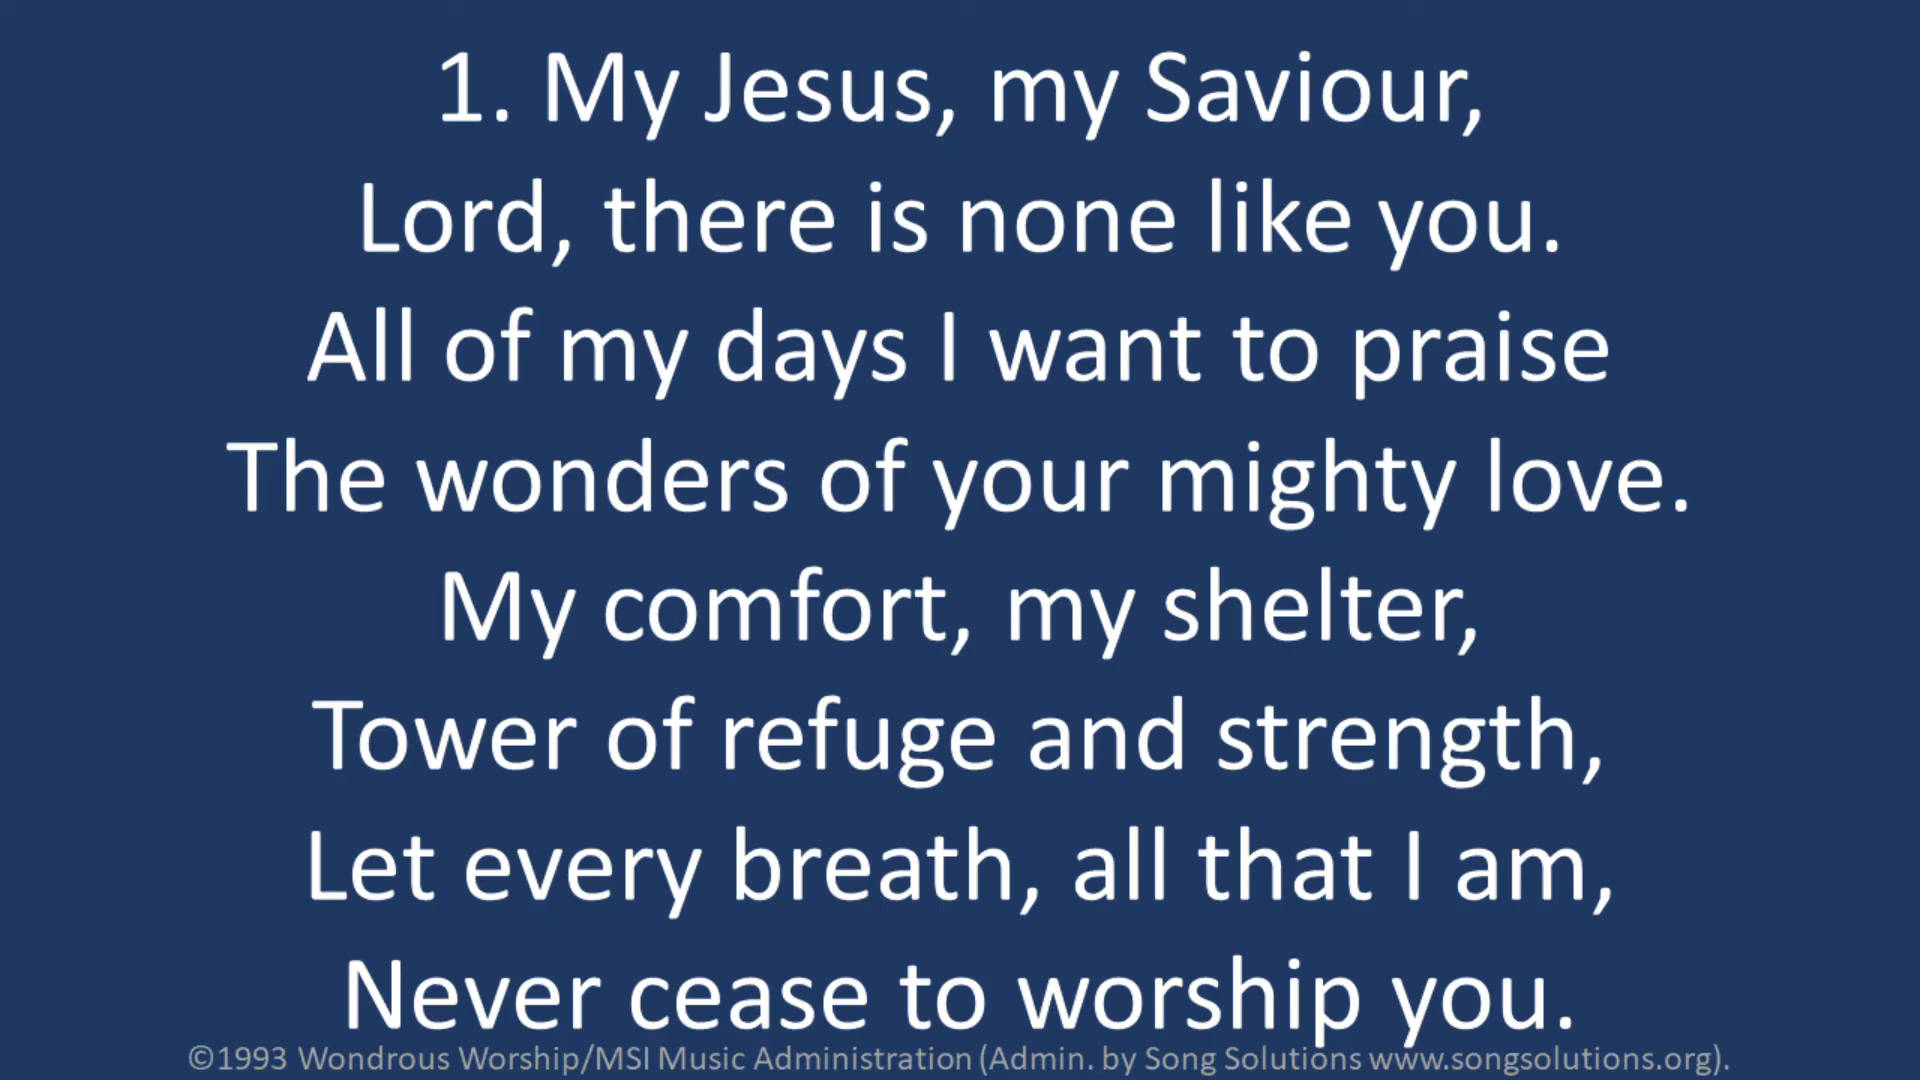 1. My Jesus, my Saviour,
Lord, there is none like you.
All of my days I want to praise
The wonders of your mighty love.
My comfort, my shelter,
Tower of refuge and strength,
Let every breath, all that I am,
Never cease to worship you.
©1993 Wondrous Worship/MSI Music Administration (Admin. by Song Solutions www.songsolutions.org).